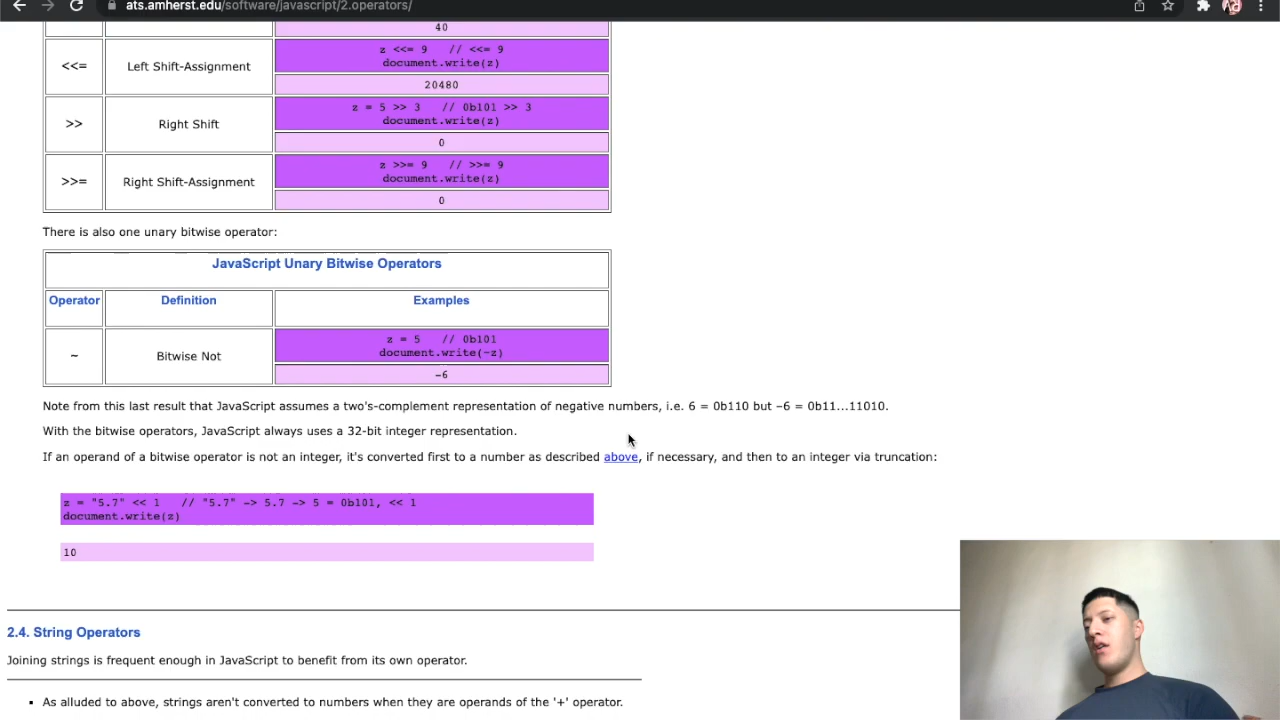 ats.amherst.edu/software/javascript/2.operators/
40
<<=
Left Shift-Assignment
z <<= 9 // <<= 9
document.write(z)
20480
>>
Right Shift
z = 5 >> 3 // 0b101 >> 3
document.write(z)
0
>>=
Right Shift-Assignment
z >>= 9 // >>= 9
document.write(z)
0
There is also one unary bitwise operator:
JavaScript Unary Bitwise Operators
Operator Definition Examples
~
Bitwise Not
z = 5 // 0b101
document.write(~z)
-6
Note from this last result that JavaScript assumes a two's-complement representation of negative numbers, i.e. 6 = 0b110 but –6 = 0b11...11010.
With the bitwise operators, JavaScript always uses a 32-bit integer representation.
If an operand of a bitwise operator is not an integer, it's converted first to a number as described above, if necessary, and then to an integer via truncation:
z = "5.7" << 1 // "5.7" -> 5.7 -> 5 = 0b101, << 1
document.write(z)
10
2.4. String Operators
Joining strings is frequent enough in JavaScript to benefit from its own operator.
▪ As alluded to above, strings aren't converted to numbers when they are operands of the '+' operator.